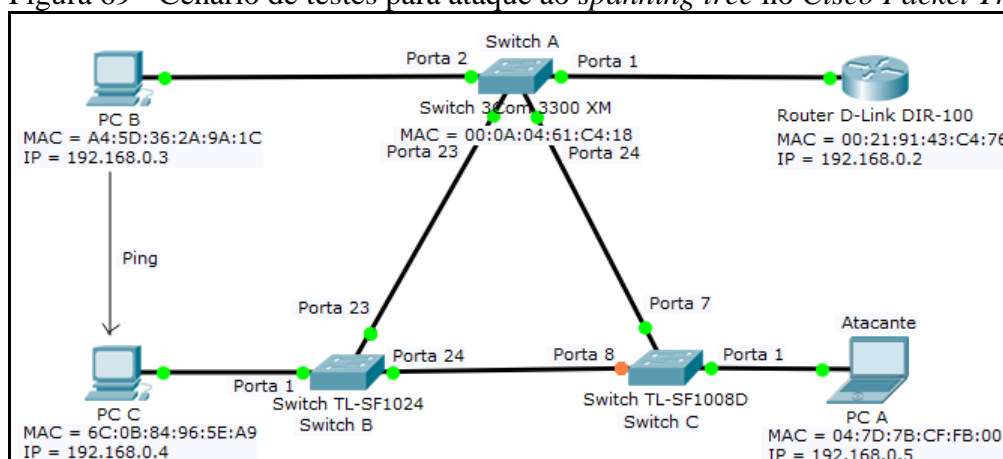 Figura 69 - Cenário de testes para ataque ao spanning tree no Cisco Packet
Switch A
Porta 2
Porta 1
Switch 3Com 3300 XM
MAC = 00:0A:04:61:C4:18
Porta 23
Porta 24
PC B
MAC = A4:5D:36:2A:9A:1C
IP = 192.168.0.3
Router D-Link DIR-100
MAC = 00:21:91:43:C4:76
IP = 192.168.0.2
Ping
Porta 23
Porta 7
Atacante
Porta 1
Porta 24
Porta 8
Porta 1
Switch TL-SF1024
Switch B
Switch TL-SF1008D
Switch C
PC C
MAC = 6C:0B:84:96:5E:A9
IP = 192.168.0.4
PC A
MAC = 04:7D:7B:CF:FB:00
IP = 192.168.0.5